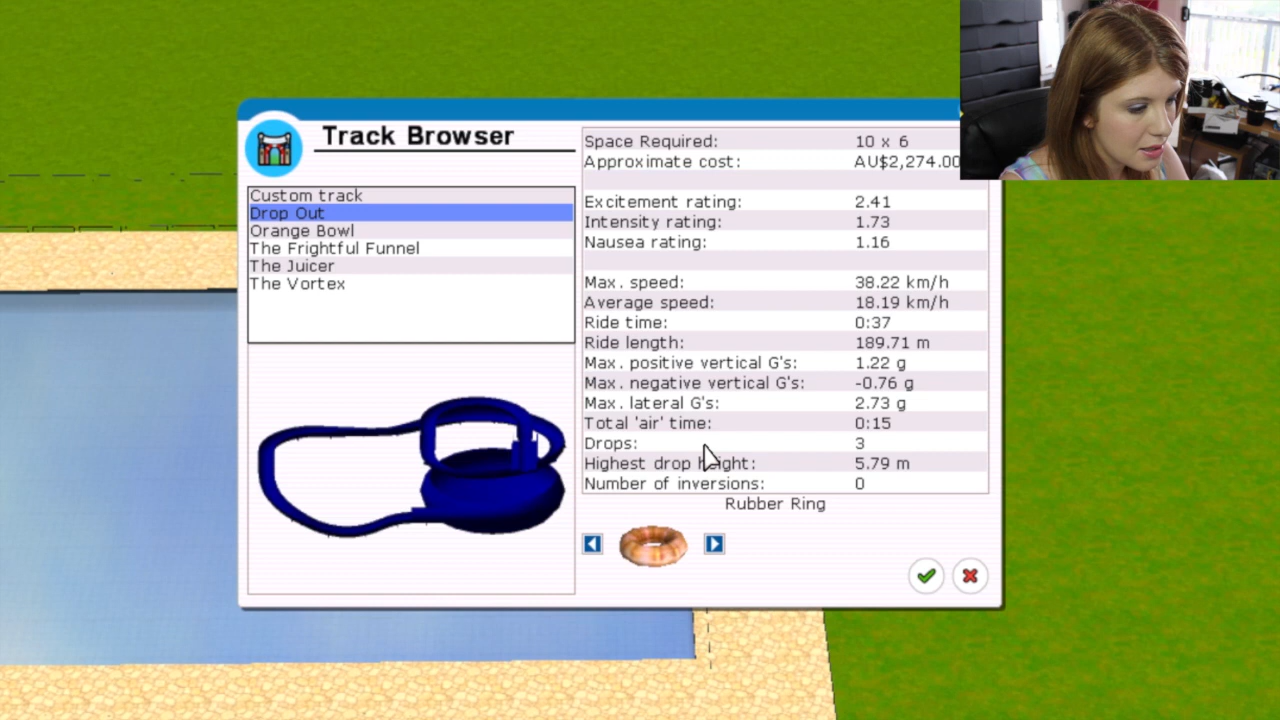 Track Browser
Custom track
Drop Out
Orange Bowl
The Frightful Funnel
The Juicer
The Vortex
Space Required: 10 x 6
Approximate cost: AU$2,274.00
Excitement rating: 2.41
Intensity rating: 1.73
Nausea rating: 1.16
Max. speed: 38.22 km/h
Average speed: 18.19 km/h
Ride time: 0:37
Ride length: 189.71 m
Max. positive vertical G's: 1.22 g
Max. negative vertical G's: -0.76 g
Max. lateral G's: 2.73 g
Total 'air' time: 0:15
Drops: 3
Highest drop height: 5.79 m
Number of inversions: 0
Rubber Ring